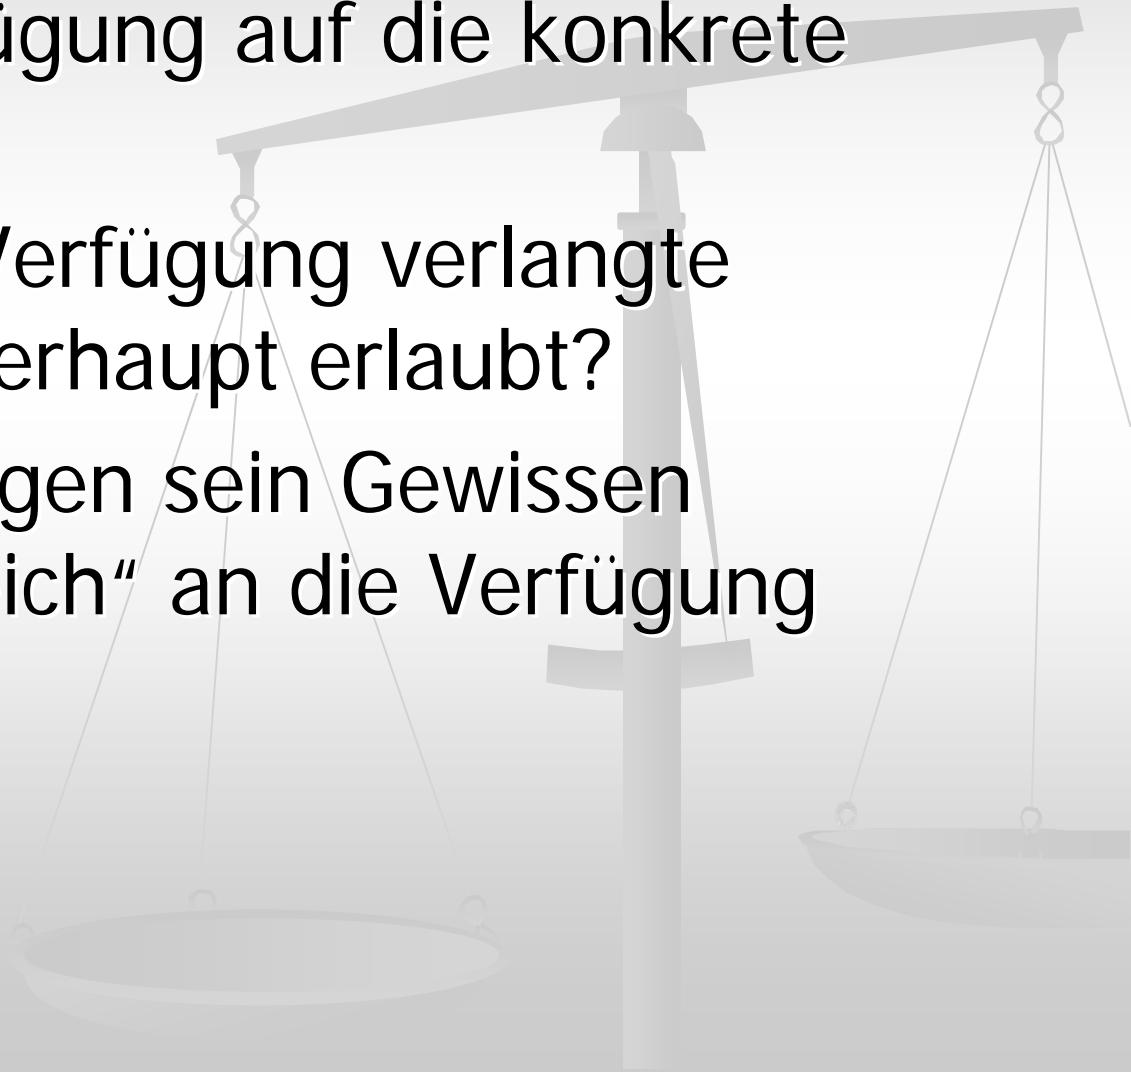 ügung auf die konkrete
Verfügung verlangte
erhaupt erlaubt?
gen sein Gewissen
ich“ an die Verfügung